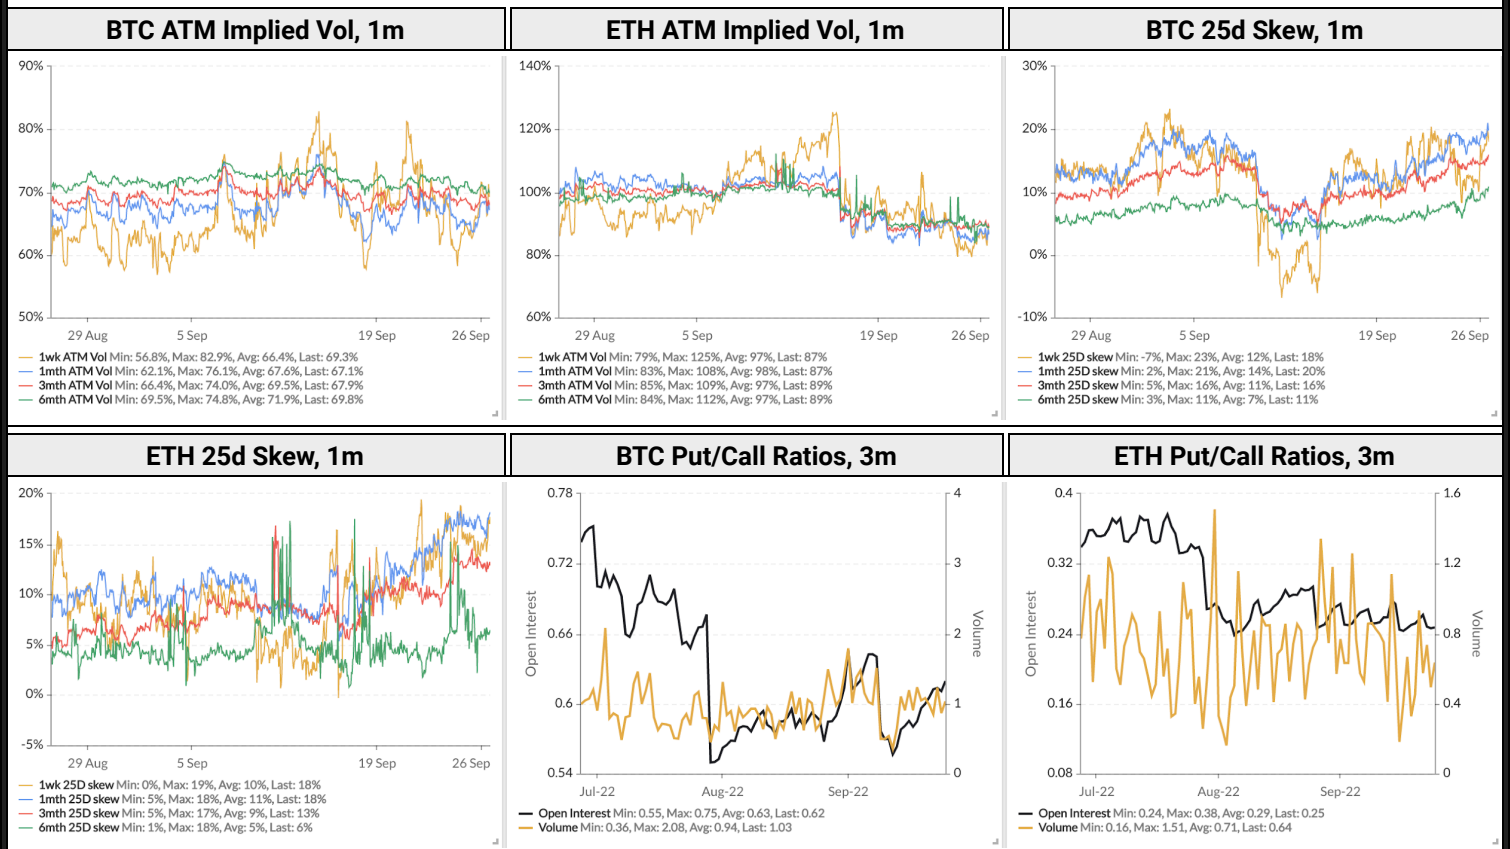 BTC ATM Implied Vol, 1m
90%
80%
70%
60%
50%
29 Aug 5 Sep 19 Sep 26 Sep
1wk ATM Vol Min: 56.8%, Max: 82.9%, Avg: 66.4%, Last: 69.3%
1mth ATM Vol Min: 62.1%, Max: 76.1%, Avg: 67.6%, Last: 67.1%
3mth ATM Vol Min: 66.4%, Max: 74.0%, Avg: 69.5%, Last: 67.9%
6mth ATM Vol Min: 69.5%, Max: 74.8%, Avg: 71.9%, Last: 69.8%
ETH ATM Implied Vol, 1m
140%
120%
100%
80%
60%
29 Aug 5 Sep 19 Sep 26 Sep
1wk ATM Vol Min: 79%, Max: 125%, Avg: 97%, Last: 87%
1mth ATM Vol Min: 83%, Max: 108%, Avg: 98%, Last: 87%
3mth ATM Vol Min: 85%, Max: 109%, Avg: 97%, Last: 89%
6mth ATM Vol Min: 84%, Max: 112%, Avg: 97%, Last: 89%
BTC 25d Skew, 1m
30%
20%
10%
0%
-10%
29 Aug 5 Sep 19 Sep 26 Sep
1wk 25D skew Min: -7%, Max: 23%, Avg: 12%, Last: 18%
1mth 25D skew Min: 2%, Max: 21%, Avg: 14%, Last: 20%
3mth 25D skew Min: 5%, Max: 16%, Avg: 11%, Last: 16%
6mth 25D skew Min: 3%, Max: 11%, Avg: 7%, Last: 11%
ETH 25d Skew, 1m
20%
15%
10%
5%
0%
-5%
29 Aug 5 Sep 19 Sep 26 Sep
1wk 25D skew Min: 0%, Max: 19%, Avg: 10%, Last: 18%
1mth 25D skew Min: 5%, Max: 18%, Avg: 11%, Last: 18%
3mth 25D skew Min: 5%, Max: 17%, Avg: 9%, Last: 13%
6mth 25D skew Min: 1%, Max: 18%, Avg: 5%, Last: 6%
BTC Put/Call Ratios, 3m
0.78 4
0.72 3
0.66 2
0.6 1
0.54 0
Open Interest
Volume
Jul-22 Aug-22 Sep-22
Open Interest Min: 0.55, Max: 0.75, Avg: 0.63, Last: 0.62
Volume Min: 0.36, Max: 2.08, Avg: 0.94, Last: 1.03
ETH Put/Call Ratios, 3m
0.4 1.6
0.32 1.2
0.24 0.8
0.16 0.4
0.08 0
Open Interest
Volume
Jul-22 Aug-22 Sep-22
Open Interest Min: 0.24, Max: 0.38, Avg: 0.29, Last: 0.25
Volume Min: 0.16, Max: 1.51, Avg: 0.71, Last: 0.64